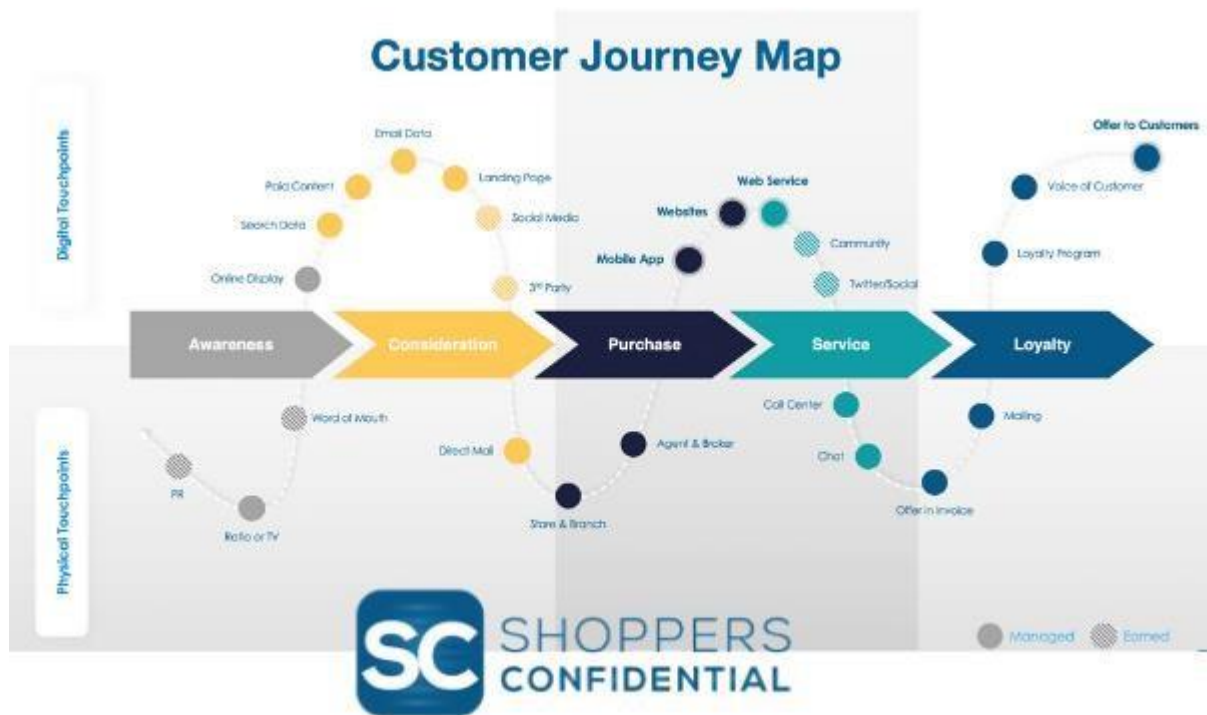 Customer Journey Map
Digital Touchpoints
Physical Touchpoints
Email Data
Paid Content
Landing Page
Search Data
Social Media
Online Display
3rd Party
Web Service
Websites
Community
Mobile App
Twitter/Social
Offer to Customers
Voice of Customer
Loyalty Program
Awareness
Consideration
Purchase
Service
Loyalty
Word of Mouth
PR
Ratio or TV
Direct Mail
Store & Branch
Agent & Broker
Call Center
Chat
Offer in Invoice
Mailing
Managed
Earned
SC
SHOPPERS
CONFIDENTIAL